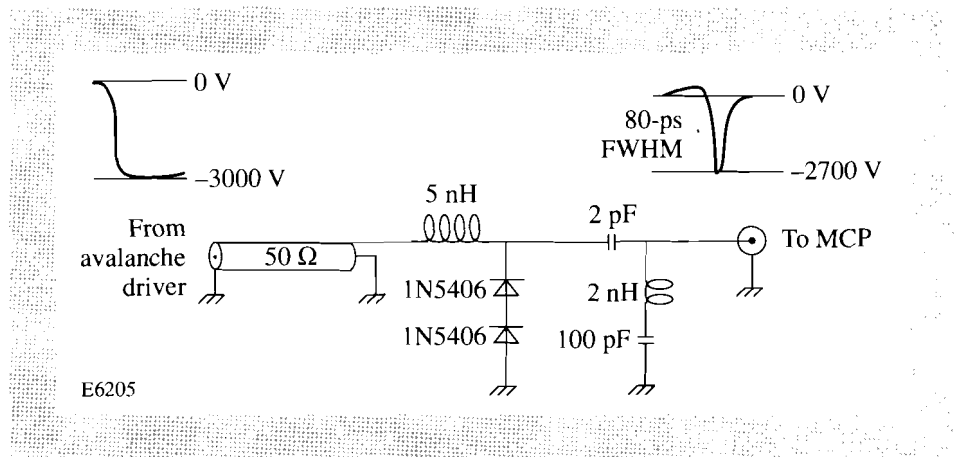 0 V
–3000 V
80-ps
FWHM
0 V
–2700 V
5 nH
2 pF
From
avalanche
driver
50 Ω
To MCP
1N5406
2 nH
1N5406
100 pF
E6205